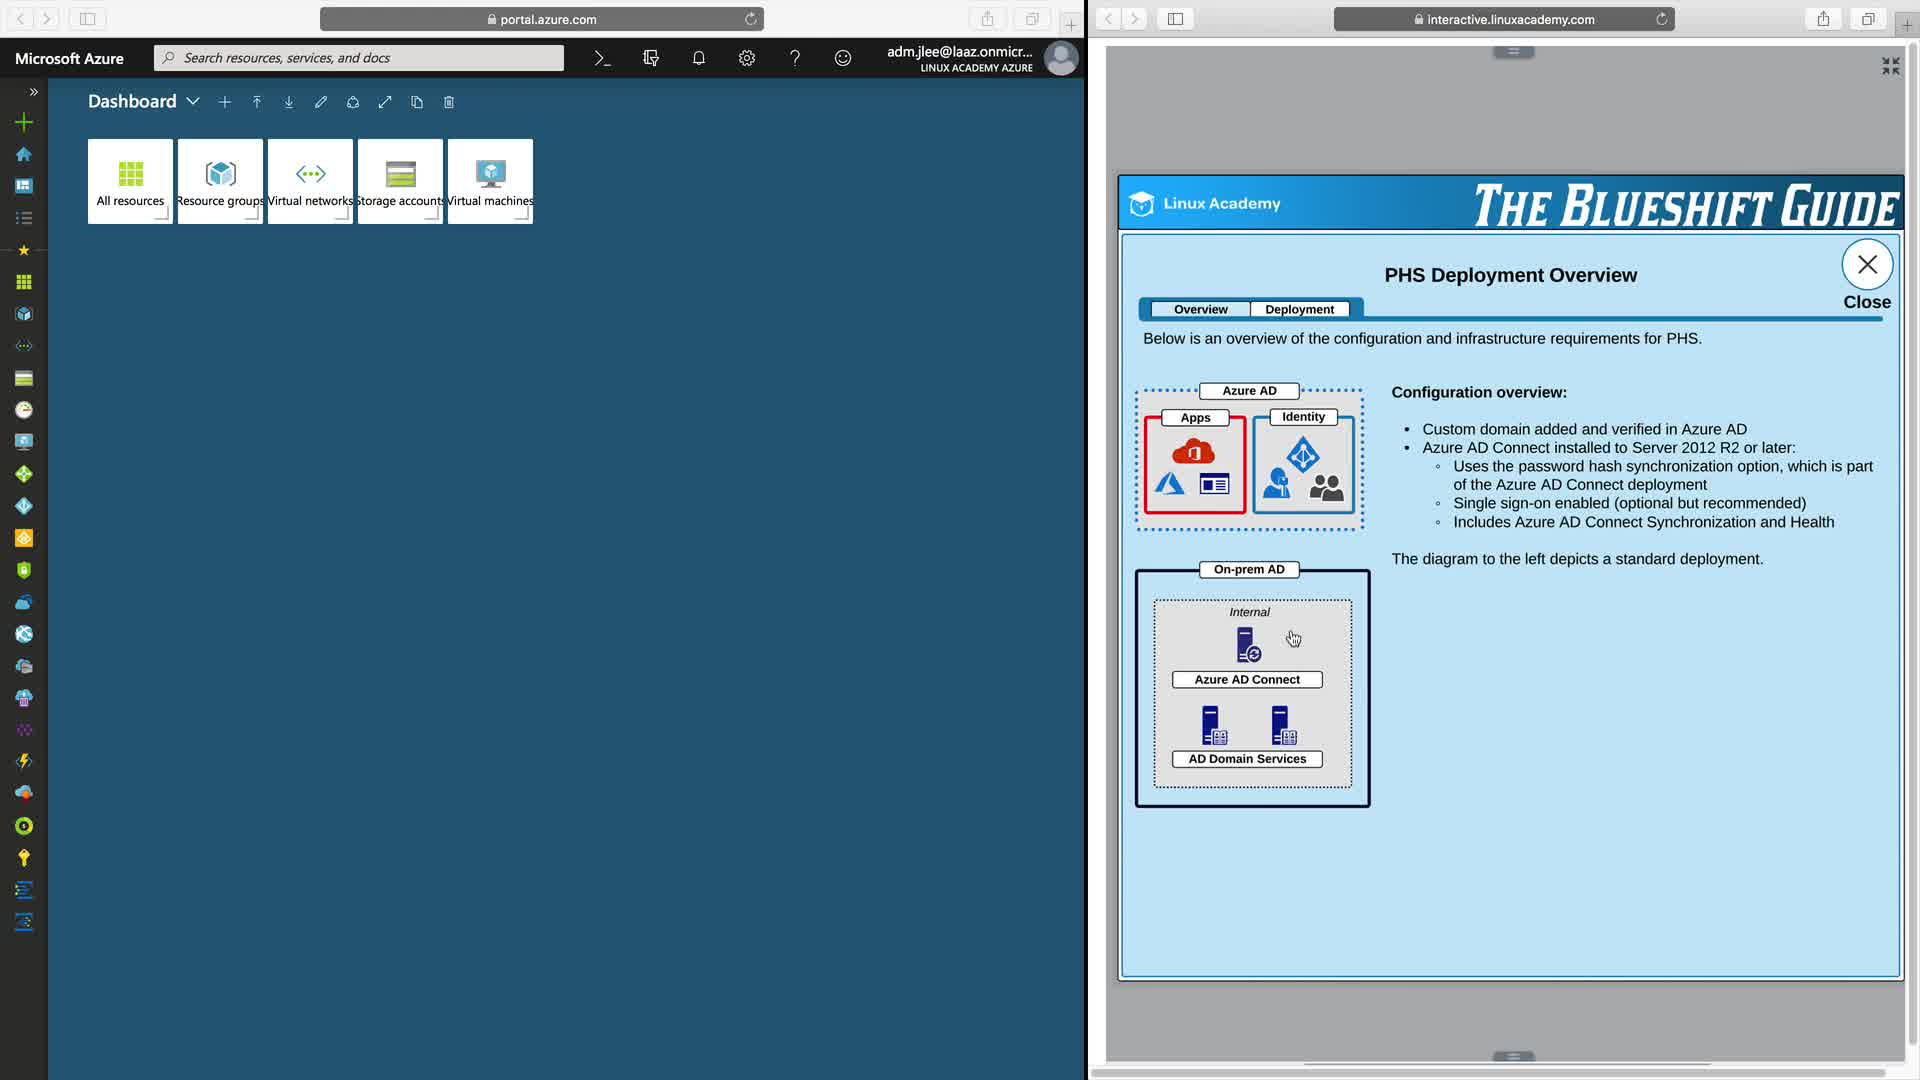 portal.azure.com
Microsoft Azure
Search resources, services, and docs
adm.jlee@laaz.onmicr...
LINUX ACADEMY AZURE
Dashboard
All resources
Resource groups
Virtual networks
Storage accounts
Virtual machines
interactive.linuxacademy.com
Linux Academy
THE BLUESHIFT GUIDE
PHS Deployment Overview
Close
Overview
Deployment
Below is an overview of the configuration and infrastructure requirements for PHS.
Azure AD
Apps
Identity
On-prem AD
Internal
Azure AD Connect
AD Domain Services
Configuration overview:
• Custom domain added and verified in Azure AD
• Azure AD Connect installed to Server 2012 R2 or later:
◦ Uses the password hash synchronization option, which is part
of the Azure AD Connect deployment
◦ Single sign-on enabled (optional but recommended)
◦ Includes Azure AD Connect Synchronization and Health
The diagram to the left depicts a standard deployment.